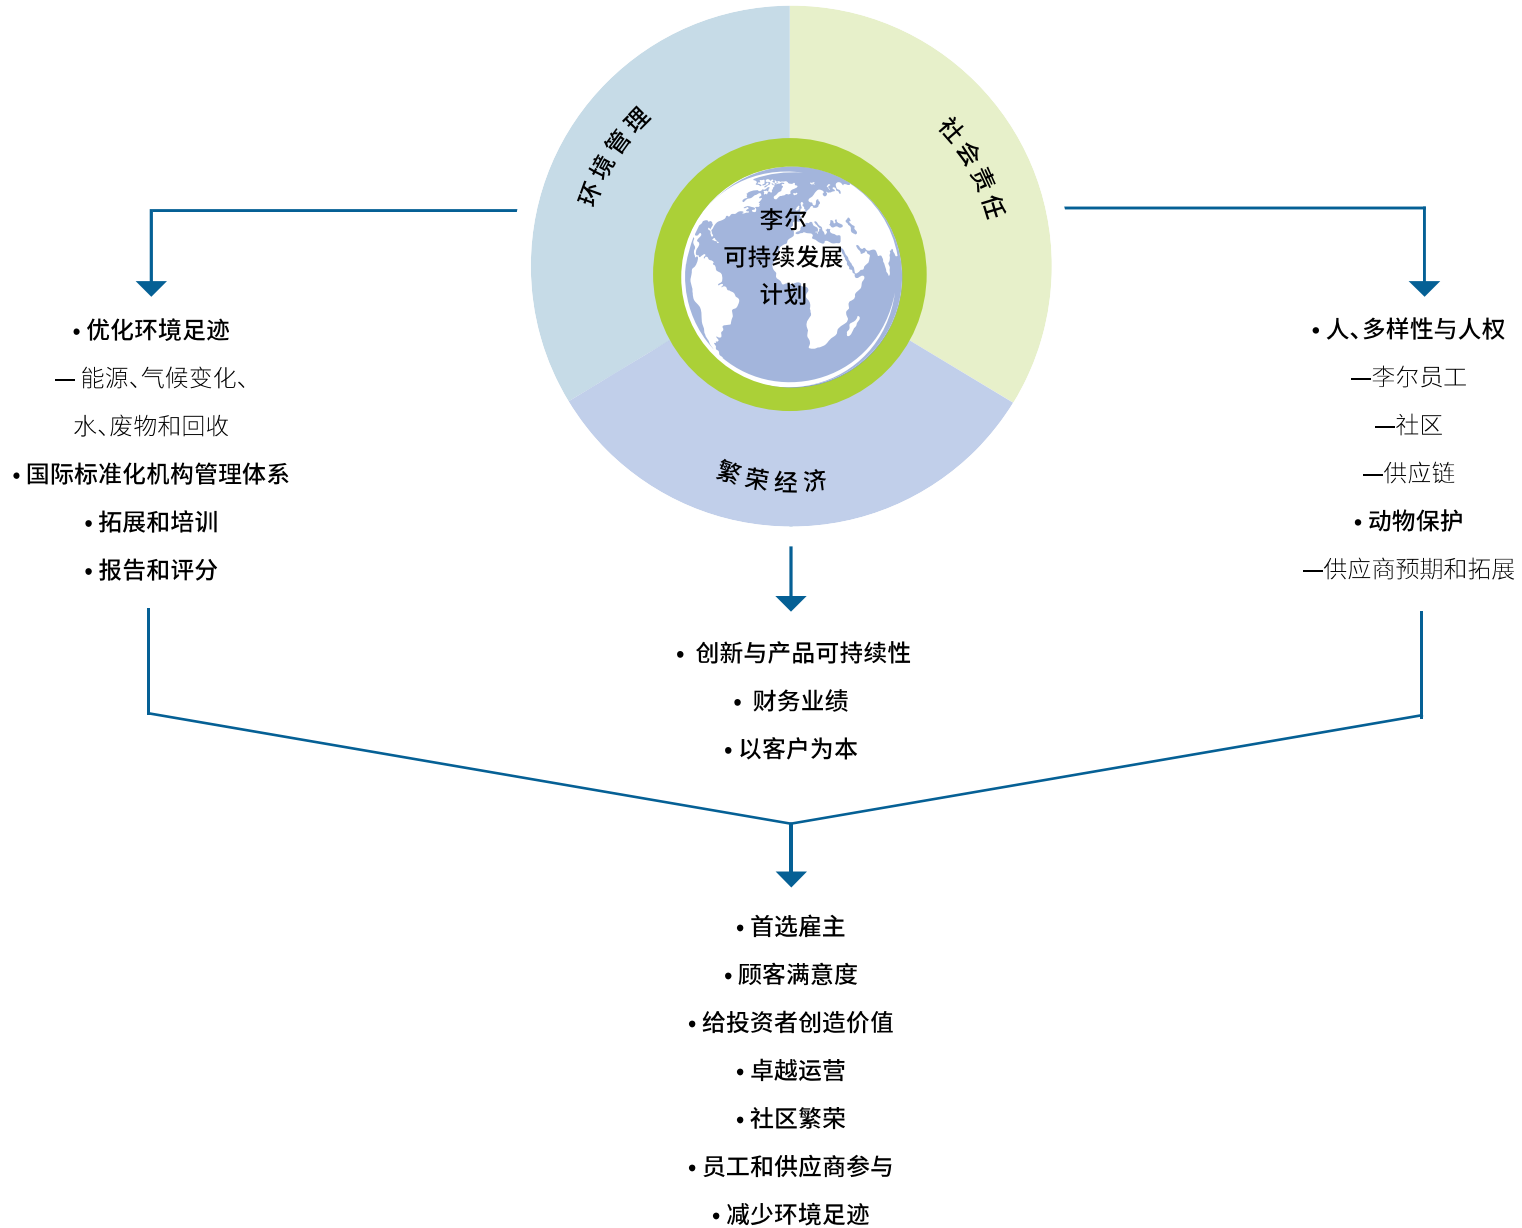 环境管理
社会责任
李尔
可持续发展
计划
繁荣经济
• 优化环境足迹
— 能源、气候变化、
水、废物和回收
• 国际标准化机构管理体系
• 拓展和培训
• 报告和评分
• 人、多样性与人权
—李尔员工
—社区
—供应链
• 动物保护
—供应商预期和拓展
• 创新与产品可持续性
• 财务业绩
• 以客户为本
• 首选雇主
• 顾客满意度
• 给投资者创造价值
• 卓越运营
• 社区繁荣
• 员工和供应商参与
• 减少环境足迹